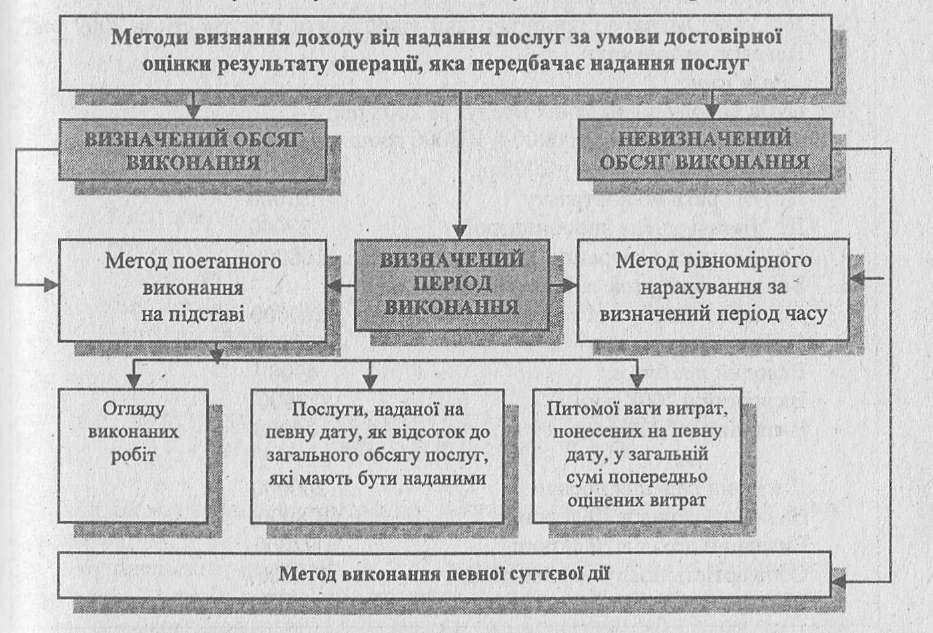 Методи визнання доходу від надання послуг за умови достовірної
оцінки результату операції, яка передбачає надання послуг
ВИЗНАЧЕНИЙ ОБСЯГ
ВИКОНАННЯ
НЕВИЗНАЧЕНИЙ
ОБСЯГ ВИКОНАННЯ
Метод поетапного
виконання
на підставі
ВИЗНАЧЕНИЙ
ПЕРІОД
ВИКОНАННЯ
Метод рівномірного
нарахування за
визначений період часу
Огляду
виконаних
робіт
Послуги, наданої на
певну дату, як відсоток до
загального обсягу послуг,
які мають бути наданими
Питомої ваги витрат,
понесених на певну
дату, у загальній
сумі попередньо
оцінених витрат
Метод виконання певної суттєвої дії